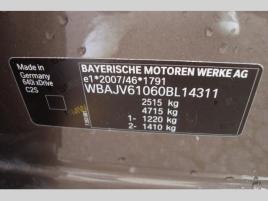 Made in
Germany
640i xDrive
C2S
BAYERISCHE MOTOREN WERKE AG
e1*2007/46*1791
WBAJV61060BL14311
2515 kg
4715 kg
1- 1220 kg
2- 1410 kg